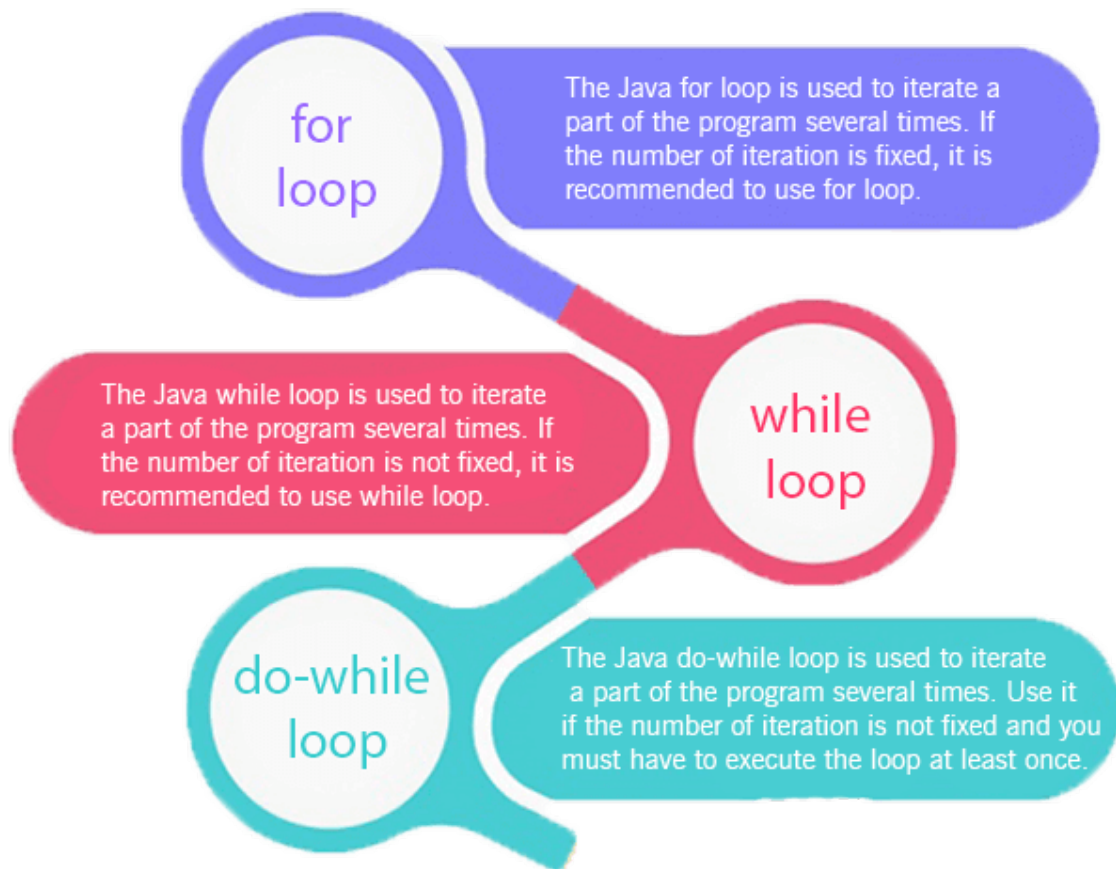 for
loop
The Java for loop is used to iterate a
part of the program several times. If
the number of iteration is fixed, it is
recommended to use for loop.
The Java while loop is used to iterate
a part of the program several times. If
the number of iteration is not fixed, it is
recommended to use while loop.
while
loop
do-while
loop
The Java do-while loop is used to iterate
a part of the program several times. Use it
if the number of iteration is not fixed and you
must have to execute the loop at least once.